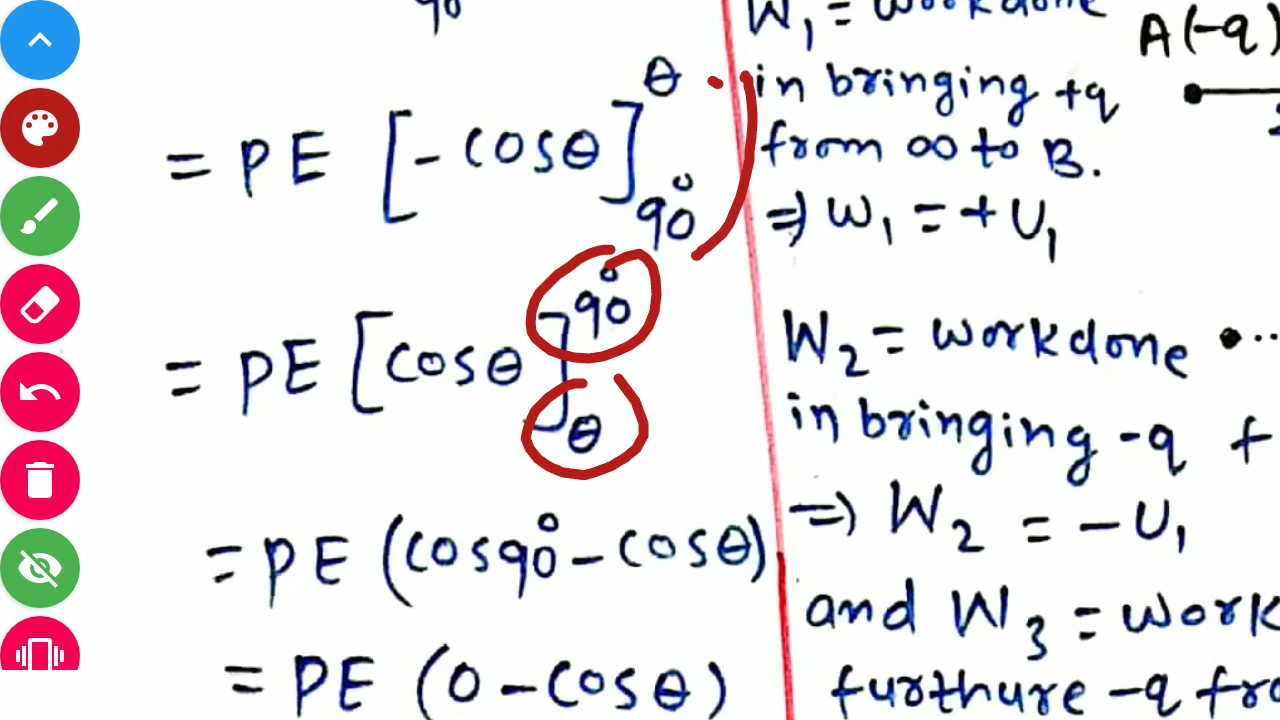 90
= PE [-cosθ]θ 90°
= PE [cosθ]90° θ
= PE (cos90° - cosθ)
= PE (0 - cosθ)
W1 = workdone
in bringing +q
from ∞ to B.
⇒ W1 = + U1
W2 = workdone
in bringing -q f
⇒ W2 = - U1
and W3 = work
furthure -q fro
A(-q)